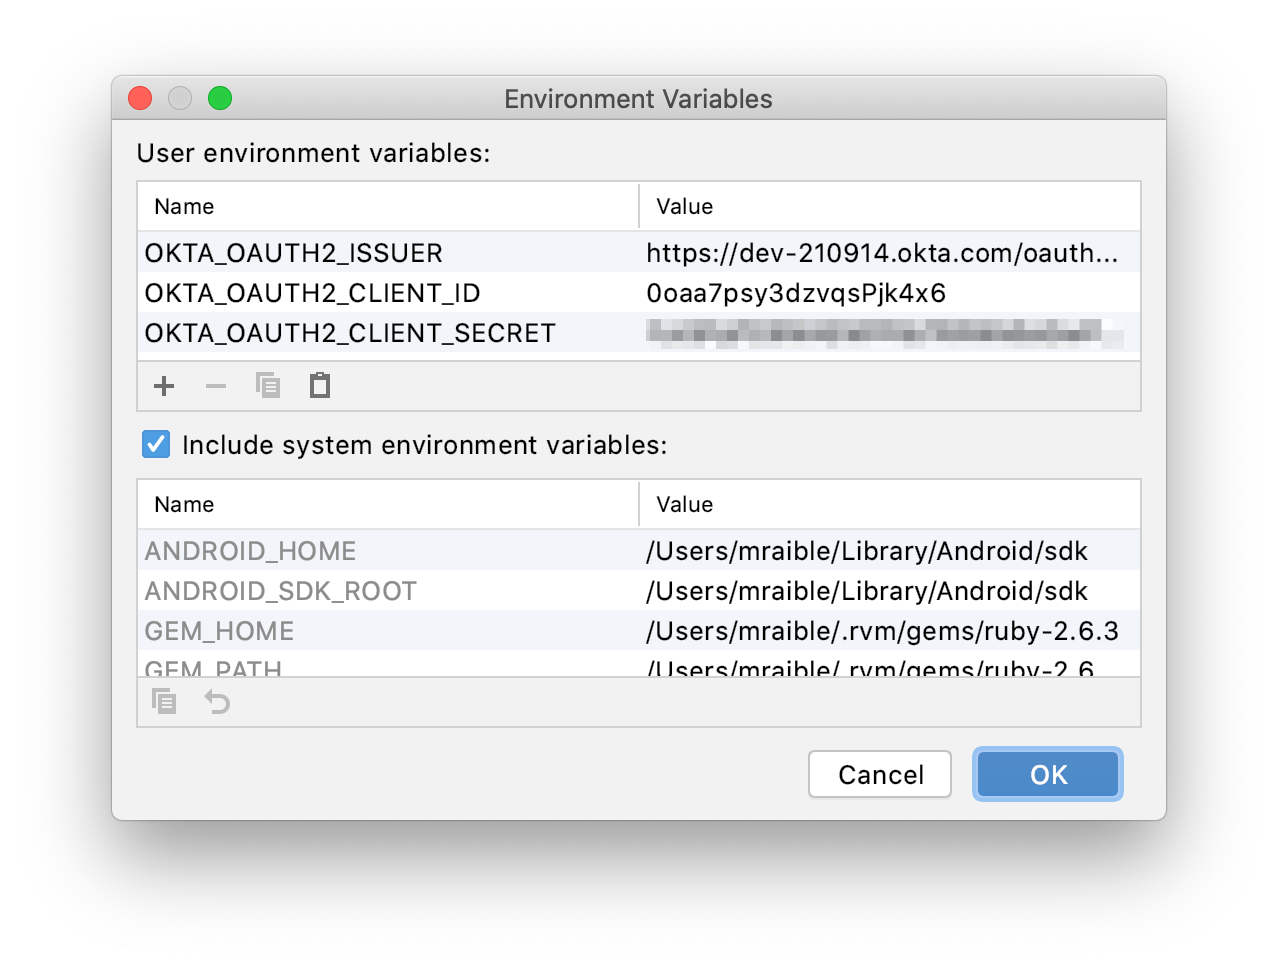 Environment Variables
User environment variables:
Name Value
OKTA_OAUTH2_ISSUER https://dev-210914.okta.com/oauth...
OKTA_OAUTH2_CLIENT_ID 0oaa7psy3dzvqsPjk4x6
OKTA_OAUTH2_CLIENT_SECRET
Include system environment variables:
Name Value
ANDROID_HOME /Users/mraible/Library/Android/sdk
ANDROID_SDK_ROOT /Users/mraible/Library/Android/sdk
GEM_HOME /Users/mraible/.rvm/gems/ruby-2.6.3
GEM_PATH /Users/mraible/.rvm/gems/ruby-2.6
Cancel OK